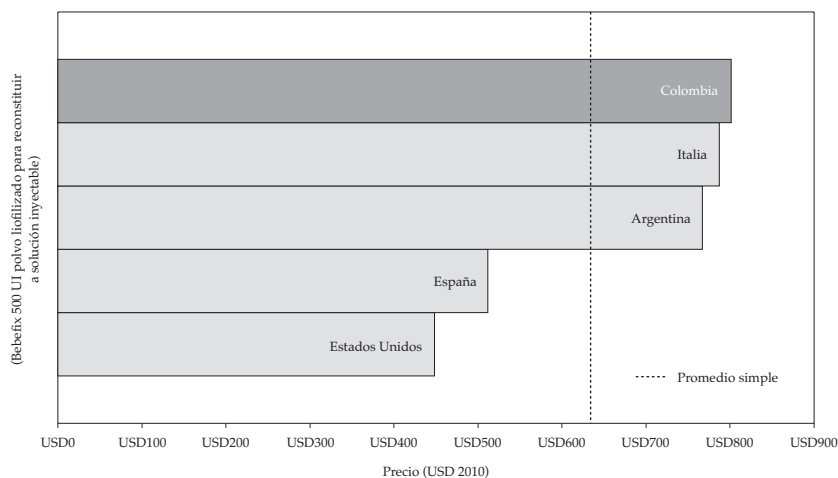 (Bebefix 500 UI polvo liofilizado para reconstituir
a solución inyectable)
Colombia
Italia
Argentina
España
Estados Unidos
Promedio simple
USD0 USD100 USD200 USD300 USD400 USD500 USD600 USD700 USD800 USD900
Precio (USD 2010)